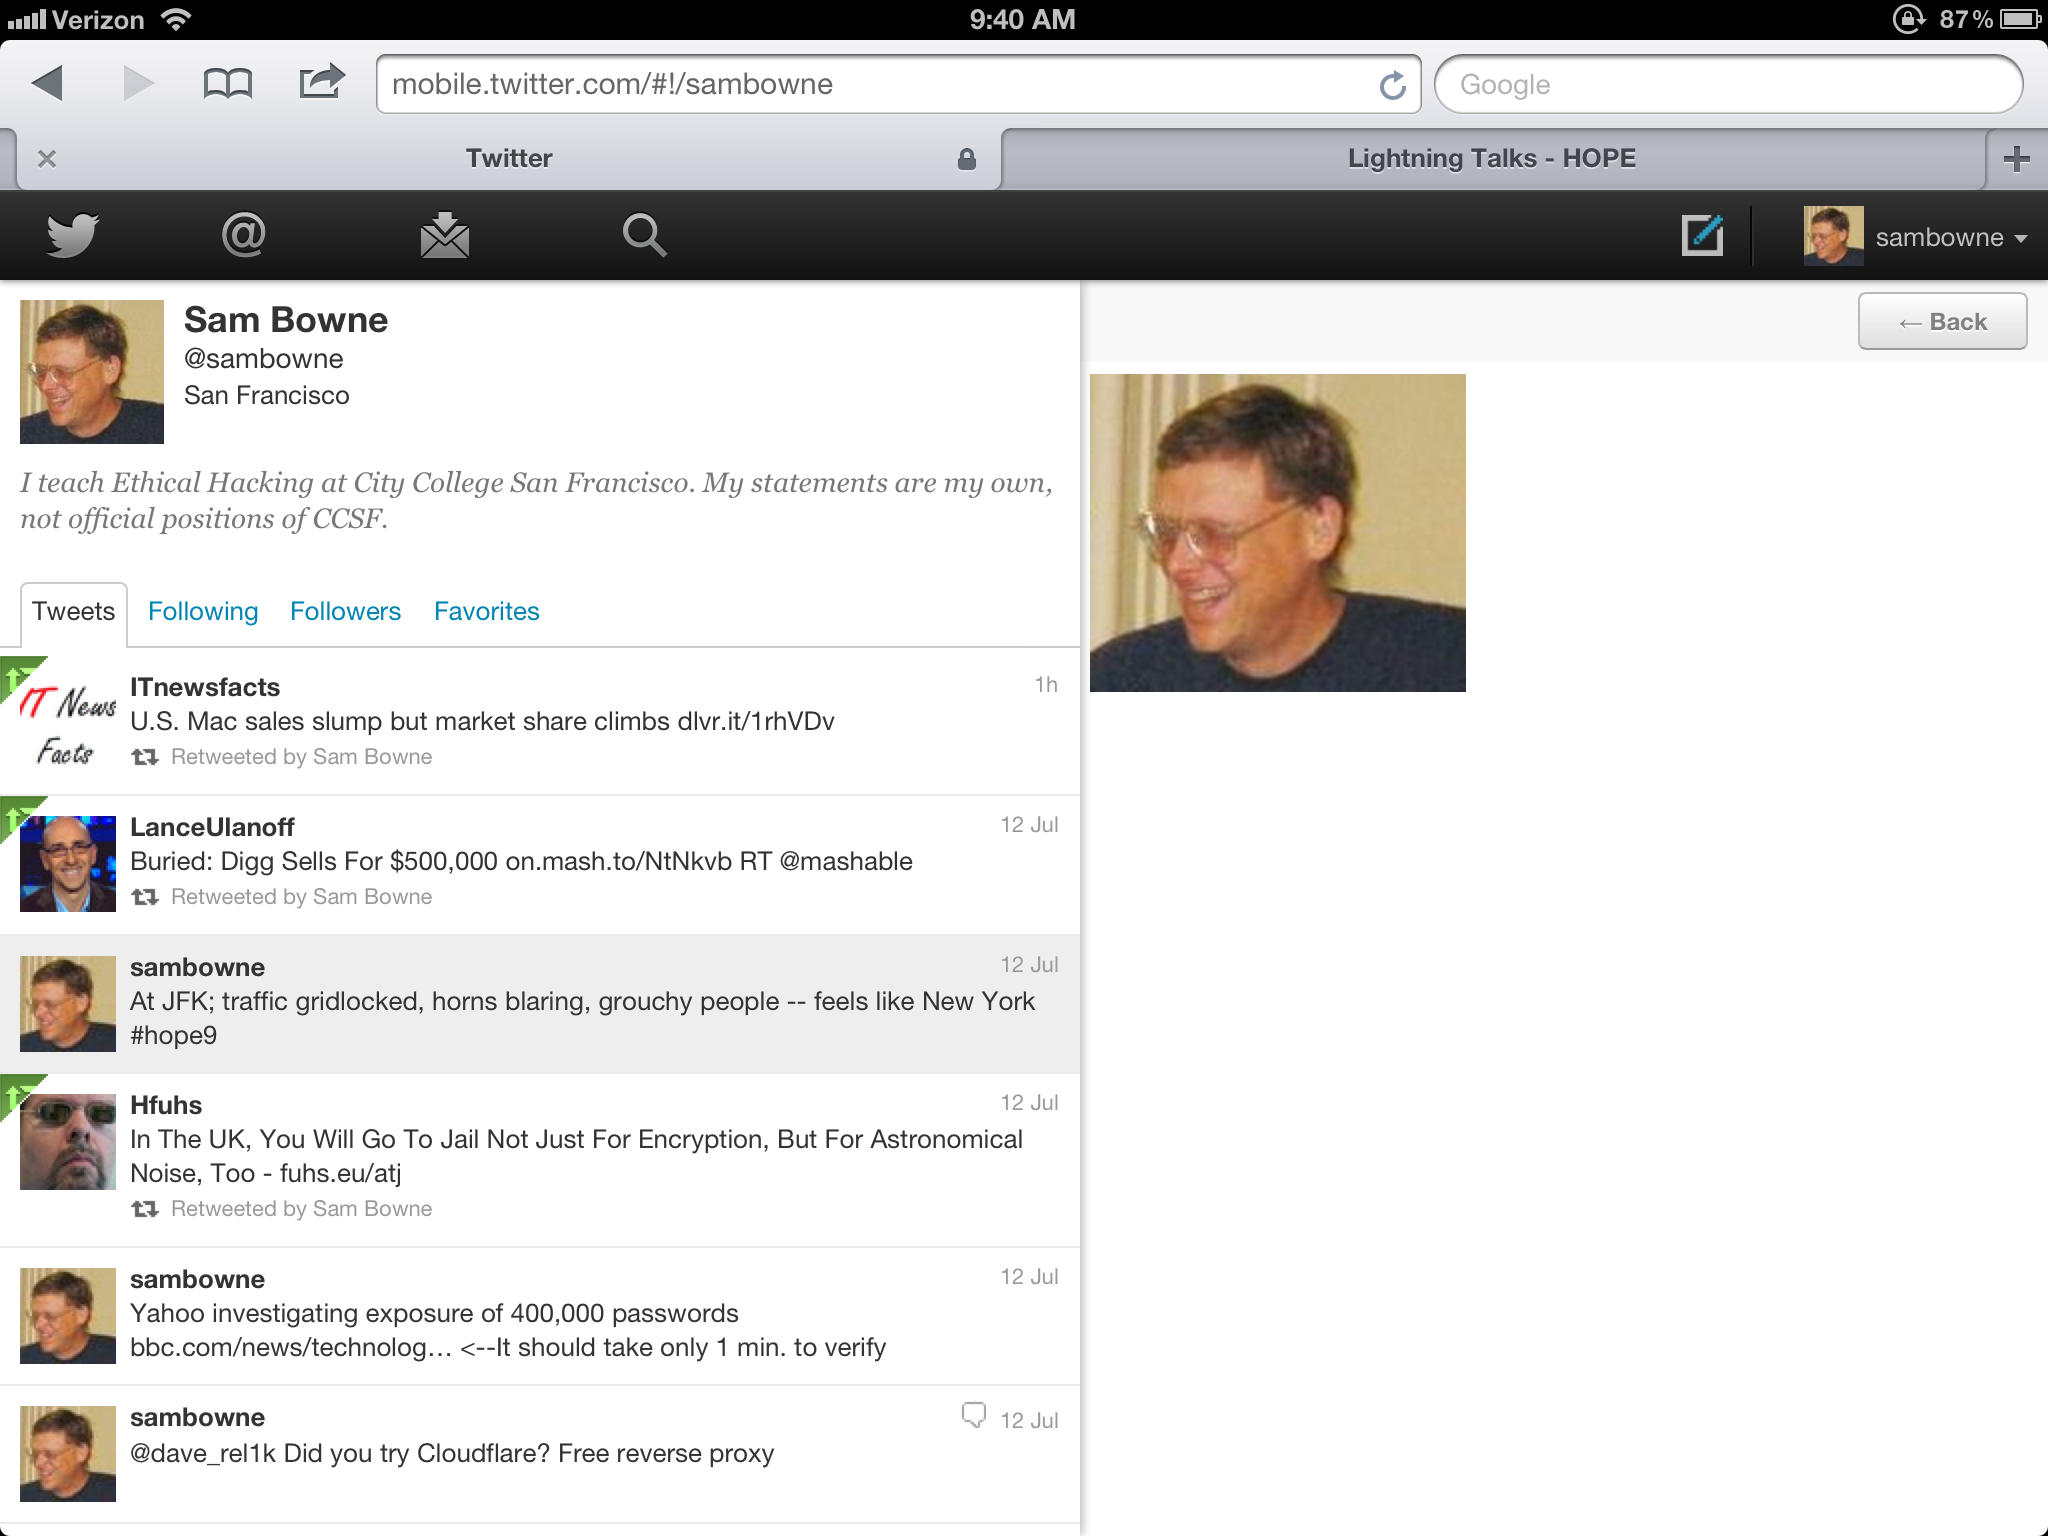 Verizon
9:40 AM
87%
mobile.twitter.com/#!/sambowne
Google
Twitter
Lightning Talks - HOPE
@
sambowne
Sam Bowne
@sambowne
San Francisco
← Back
I teach Ethical Hacking at City College San Francisco. My statements are my own,
not official positions of CCSF.
Tweets
Following
Followers
Favorites
IT News
Facts
ITnewsfacts
1h
U.S. Mac sales slump but market share climbs dlvr.it/1rhVDv
Retweeted by Sam Bowne
LanceUlanoff
12 Jul
Buried: Digg Sells For $500,000 on.mash.to/NtNkvb RT @mashable
Retweeted by Sam Bowne
sambowne
12 Jul
At JFK; traffic gridlocked, horns blaring, grouchy people -- feels like New York
#hope9
Hfuhs
12 Jul
In The UK, You Will Go To Jail Not Just For Encryption, But For Astronomical
Noise, Too - fuhs.eu/atj
Retweeted by Sam Bowne
sambowne
12 Jul
Yahoo investigating exposure of 400,000 passwords
bbc.com/news/technolog… <--It should take only 1 min. to verify
sambowne
12 Jul
@dave_rel1k Did you try Cloudflare? Free reverse proxy